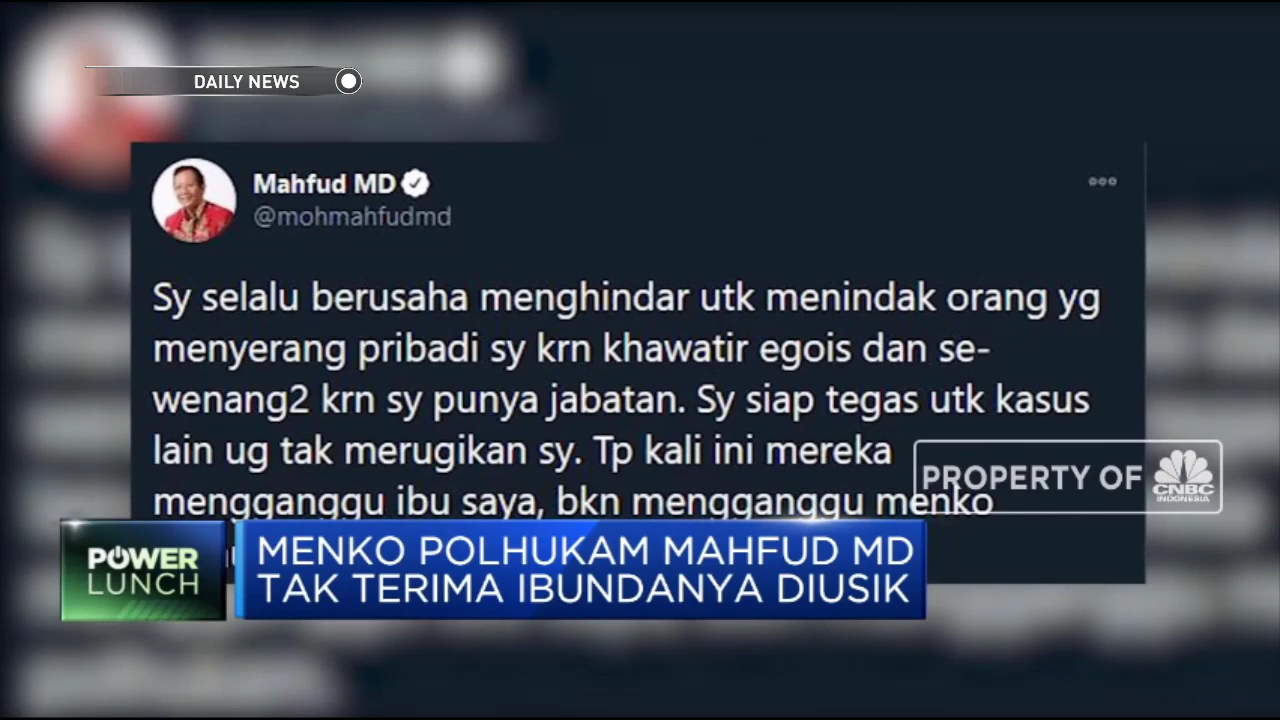 DAILY NEWS
Mahfud MD
@mohmahfudmd
Sy selalu berusaha menghindar utk menindak orang yg
menyerang pribadi sy krn khawatir egois dan se-
wenang2 krn sy punya jabatan. Sy siap tegas utk kasus
lain ug tak merugikan sy. Tp kali ini mereka
mengganggu ibu saya, bkn mengganggu menko
PROPERTY OF CNBC INDONESIA
POWER LUNCH
MENKO POLHUKAM MAHFUD MD
TAK TERIMA IBUNDANYA DIUSIK